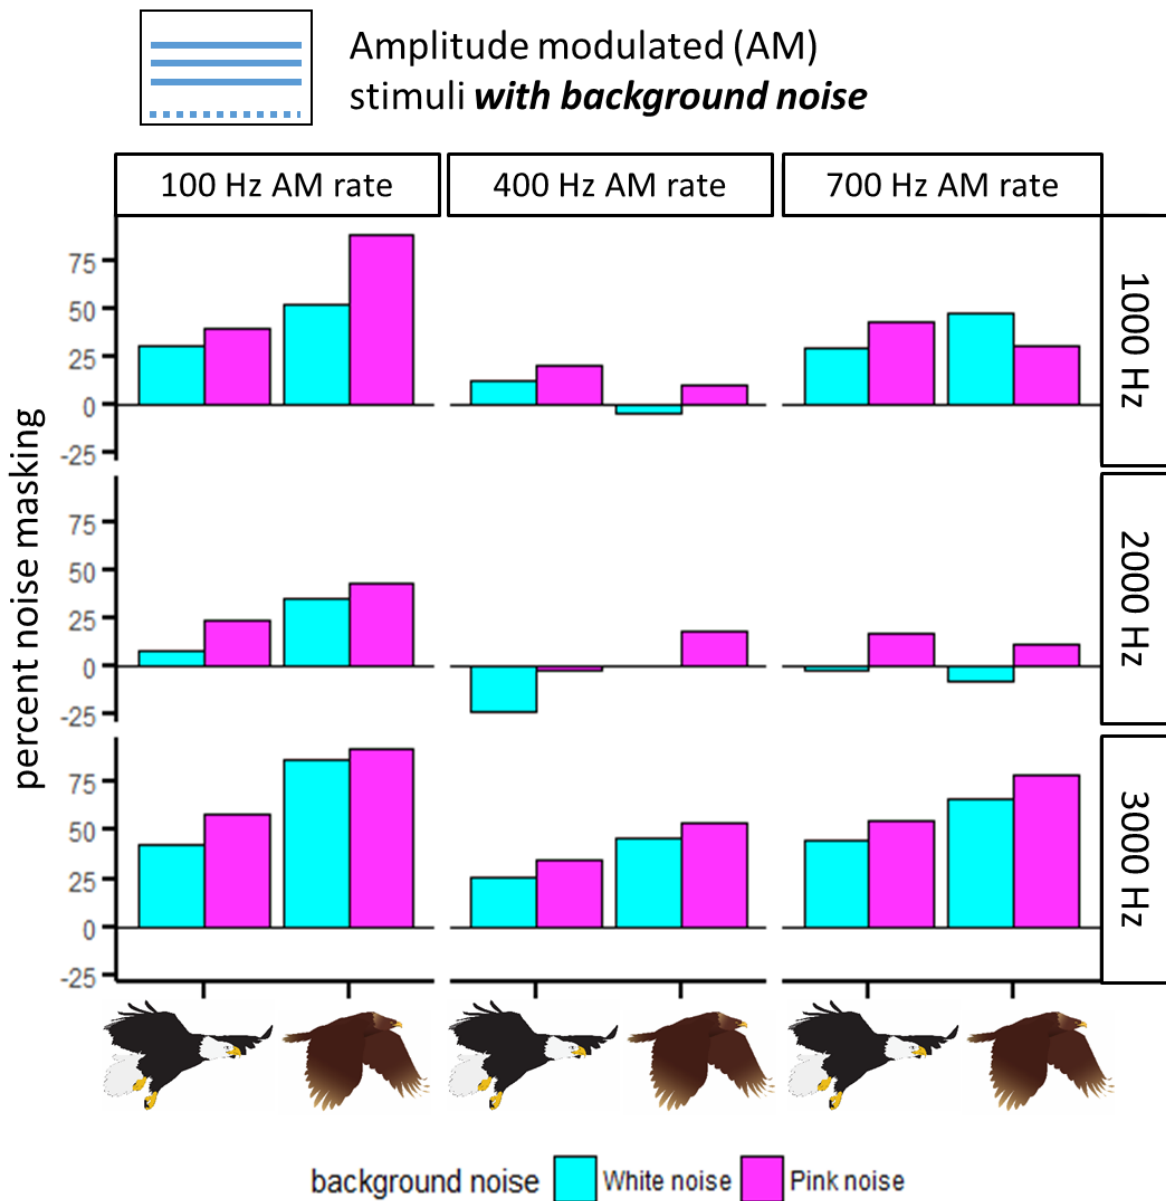 Amplitude modulated (AM)
stimuli with background noise
100 Hz AM rate
400 Hz AM rate
700 Hz AM rate
percent noise masking
75
50
25
0
-25
1000 Hz
75
50
25
0
-25
2000 Hz
75
50
25
0
-25
3000 Hz
background noise White noise Pink noise